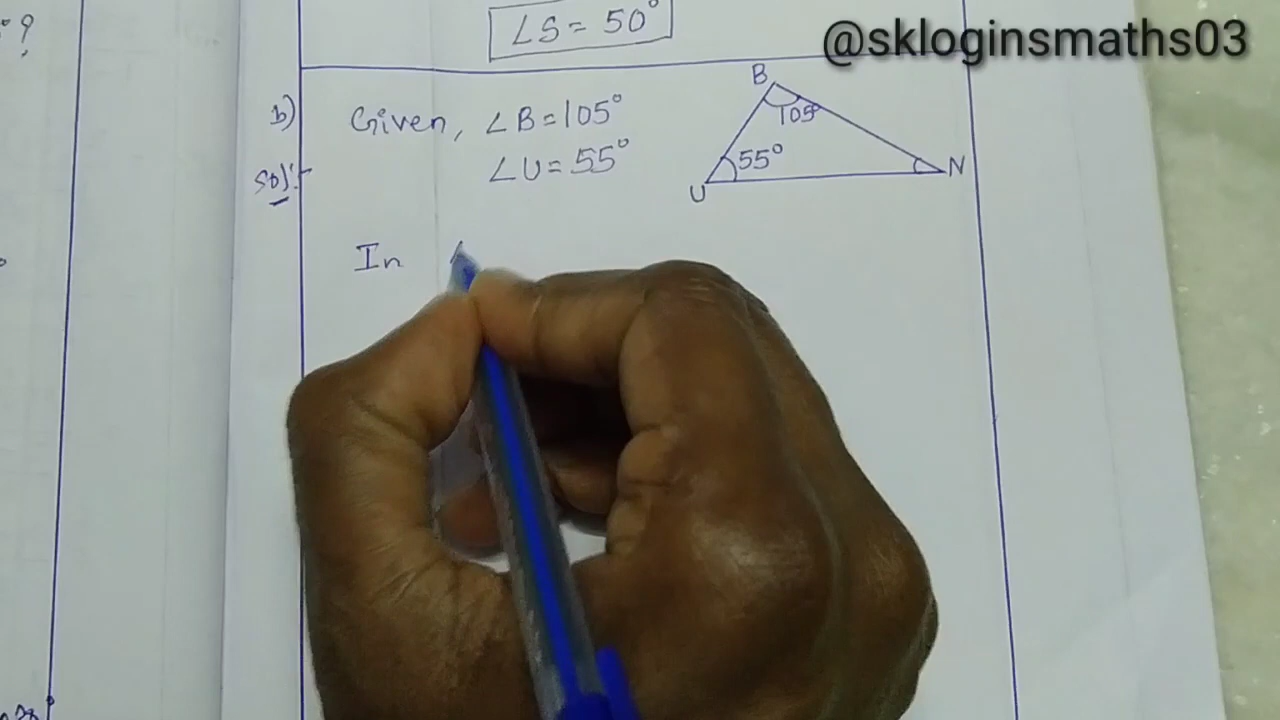 ?
∠S = 50°
@skloginsmaths03
b) Given, ∠B = 105°
∠U = 55°
Sol:-
B
105°
55°
U
N
In